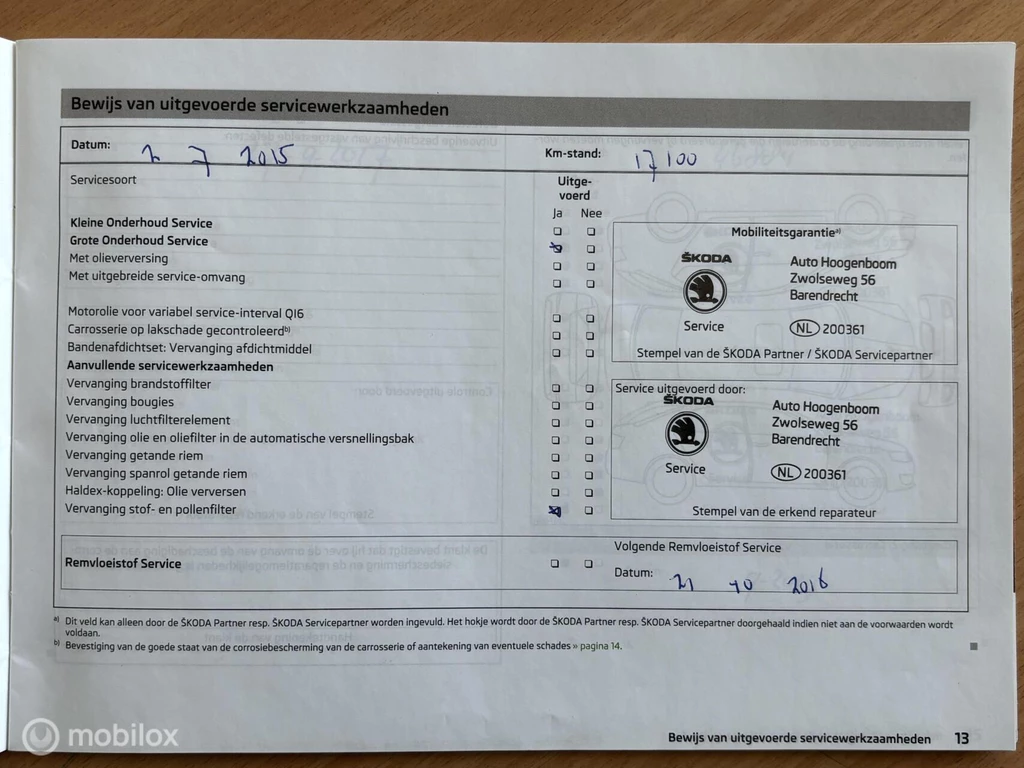 Bewijs van uitgevoerde servicewerkzaamheden
Datum: 2 7 2015
Km-stand: 17100
Servicesoort
Uitge-
voerd
Ja Nee
Kleine Onderhoud Service
Grote Onderhoud Service
Met olieverversing
Met uitgebreide service-omvang
Motorolie voor variabel service-interval QI6
Carrosserie op lakschade gecontroleerd b)
Bandenafdichtset: Vervanging afdichtmiddel
Aanvullende servicewerkzaamheden
Vervanging brandstoffilter
Vervanging bougies
Vervanging luchtfilterelement
Vervanging olie en oliefilter in de automatische versnellingsbak
Vervanging getande riem
Vervanging spanrol getande riem
Haldex-koppeling: Olie verversen
Vervanging stof- en pollenfilter
Mobiliteitsgarantie a)
ŠKODA
Service
Auto Hoogenboom
Zwolseweg 56
Barendrecht
NL 200361
Stempel van de ŠKODA Partner / ŠKODA Servicepartner
Service uitgevoerd door:
ŠKODA
Service
Auto Hoogenboom
Zwolseweg 56
Barendrecht
NL 200361
Stempel van de erkend reparateur
Remvloeistof Service
Volgende Remvloeistof Service
Datum: 21 10 2016
a) Dit veld kan alleen door de ŠKODA Partner resp. ŠKODA Servicepartner worden ingevuld. Het hokje wordt door de ŠKODA Partner resp. ŠKODA Servicepartner doorgehaald indien niet aan de voorwaarden wordt
voldaan.
b) Bevestiging van de goede staat van de corrosiebescherming van de carrosserie of aantekening van eventuele schades » pagina 14.
Bewijs van uitgevoerde servicewerkzaamheden 13
mobilox